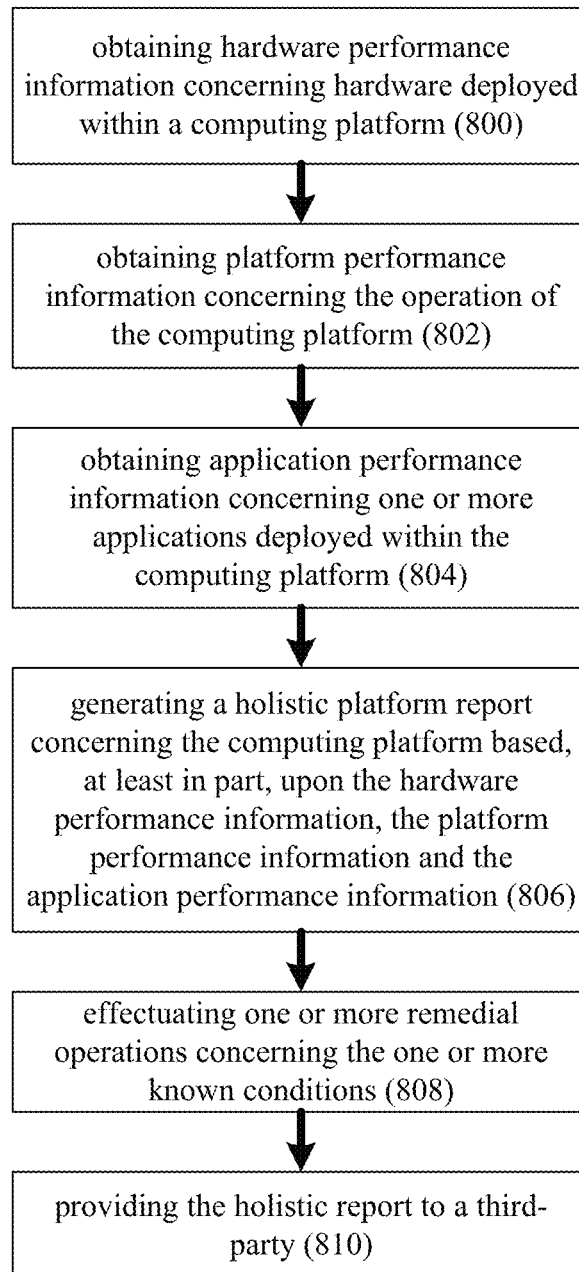 obtaining hardware performance
information concerning hardware deployed
within a computing platform (800)
obtaining platform performance
information concerning the operation of
the computing platform (802)
obtaining application performance
information concerning one or more
applications deployed within the
computing platform (804)
generating a holistic platform report
concerning the computing platform based,
at least in part, upon the hardware
performance information, the platform
performance information and the
application performance information (806)
effectuating one or more remedial
operations concerning the one or more
known conditions (808)
providing the holistic report to a third-
party (810)